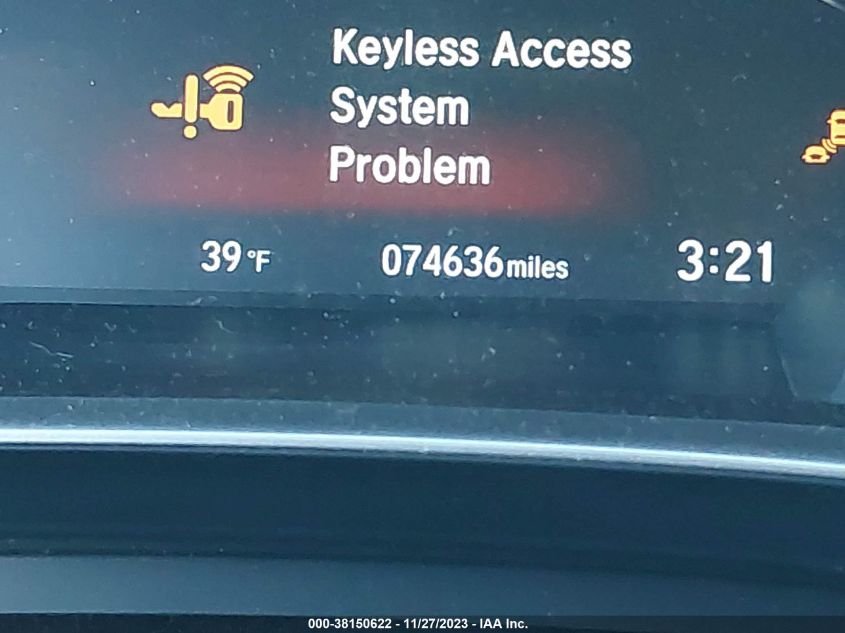 Keyless Access
System
Problem
39 °F 074636 miles 3:21
000-38150622 - 11/27/2023 - IAA Inc.